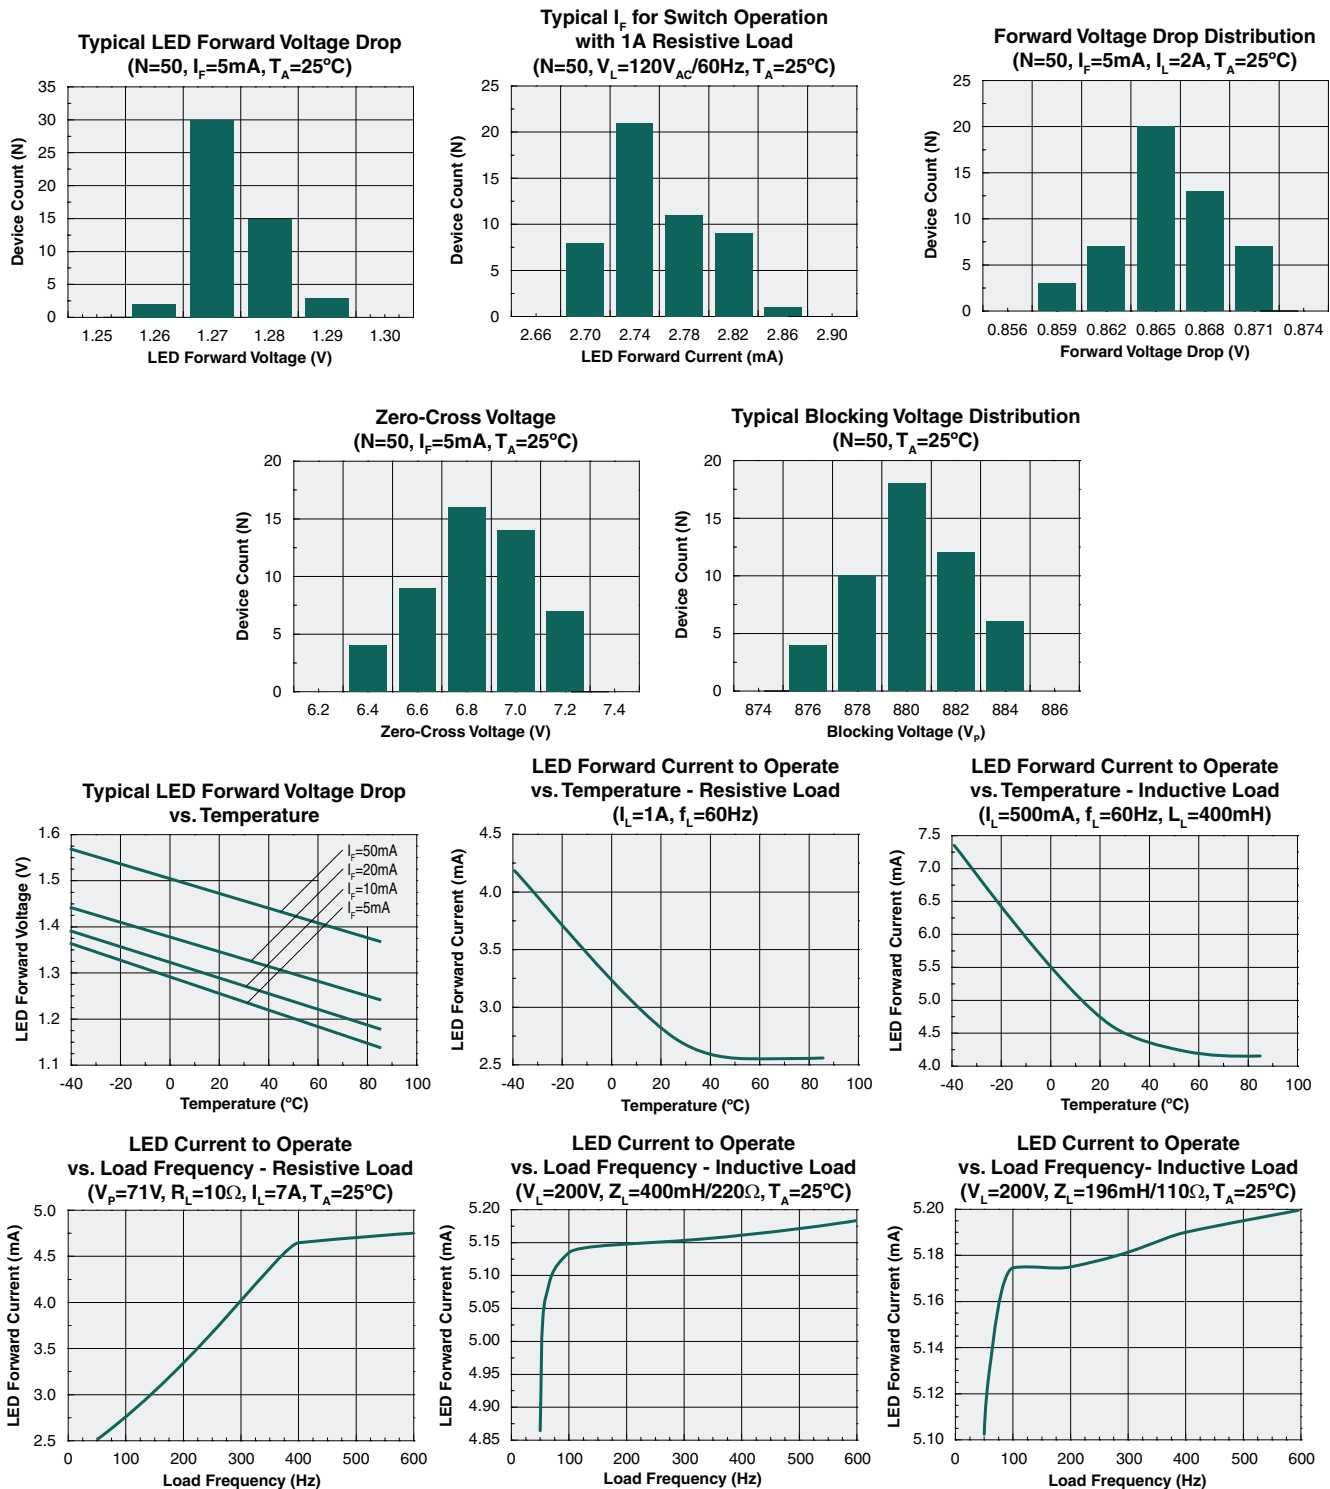 Typical LED Forward Voltage Drop
(N=50, IF=5mA, TA=25ºC)
35
30
25
20
15
10
5
0
Device Count (N)
1.25 1.26 1.27 1.28 1.29 1.30
LED Forward Voltage (V)
Typical IF for Switch Operation
with 1A Resistive Load
(N=50, VL=120VAC/60Hz, TA=25ºC)
25
20
15
10
5
0
Device Count (N)
2.66 2.70 2.74 2.78 2.82 2.86 2.90
LED Forward Current (mA)
Forward Voltage Drop Distribution
(N=50, IF=5mA, IL=2A, TA=25ºC)
25
20
15
10
5
0
Device Count (N)
0.856 0.859 0.862 0.865 0.868 0.871 0.874
Forward Voltage Drop (V)
Zero-Cross Voltage
(N=50, IF=5mA, TA=25ºC)
20
15
10
5
0
Device Count (N)
6.2 6.4 6.6 6.8 7.0 7.2 7.4
Zero-Cross Voltage (V)
Typical Blocking Voltage Distribution
(N=50, TA=25ºC)
20
15
10
5
0
Device Count (N)
874 876 878 880 882 884 886
Blocking Voltage (VP)
Typical LED Forward Voltage Drop
vs. Temperature
1.6
1.5
1.4
1.3
1.2
1.1
LED Forward Voltage (V)
IF=50mA
IF=20mA
IF=10mA
IF=5mA
-40 -20 0 20 40 60 80 100
Temperature (ºC)
LED Forward Current to Operate
vs. Temperature - Resistive Load
(IL=1A, fL=60Hz)
4.5
4.0
3.5
3.0
2.5
LED Forward Current (mA)
-40 -20 0 20 40 60 80 100
Temperature (ºC)
LED Forward Current to Operate
vs. Temperature - Inductive Load
(IL=500mA, fL=60Hz, LL=400mH)
7.5
7.0
6.5
6.0
5.5
5.0
4.5
4.0
LED Forward Current (mA)
-40 -20 0 20 40 60 80 100
Temperature (ºC)
LED Current to Operate
vs. Load Frequency - Resistive Load
(VP=71V, RL=10Ω, IL=7A, TA=25ºC)
5.0
4.5
4.0
3.5
3.0
2.5
LED Forward Current (mA)
0 100 200 300 400 500 600
Load Frequency (Hz)
LED Current to Operate
vs. Load Frequency - Inductive Load
(VL=200V, ZL=400mH/220Ω, TA=25ºC)
5.20
5.15
5.10
5.05
5.00
4.95
4.90
4.85
LED Forward Current (mA)
0 100 200 300 400 500 600
Load Frequency (Hz)
LED Current to Operate
vs. Load Frequency- Inductive Load
(VL=200V, ZL=196mH/110Ω, TA=25ºC)
5.20
5.18
5.16
5.14
5.12
5.10
LED Forward Current (mA)
0 100 200 300 400 500 600
Load Frequency (Hz)